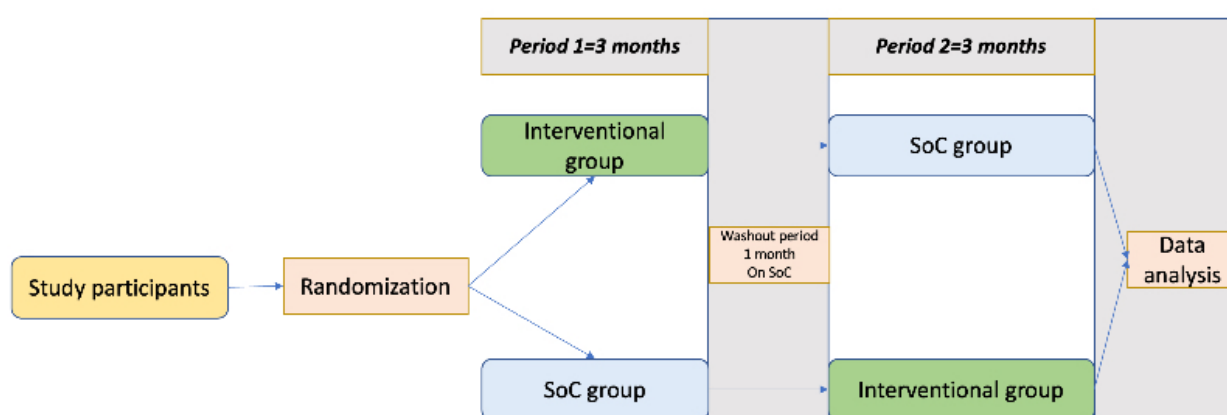 Period 1=3 months
Period 2=3 months
Interventional
group
SoC group
Washout period
1 month
On SoC
Data
analysis
Study participants
Randomization
SoC group
Interventional group